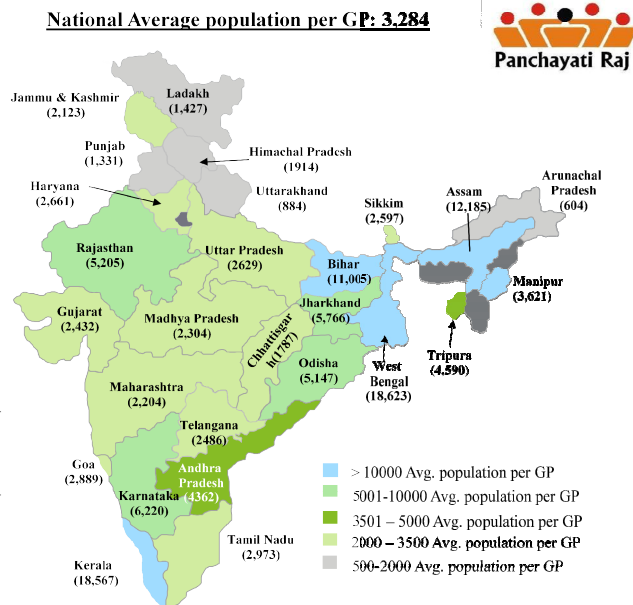 National Average population per GP: 3,284
Panchayati Raj
Ladakh
(1,427)
Jammu & Kashmir
(2,123)
Punjab
(1,331)
Himachal Pradesh
(1914)
Haryana
(2,661)
Uttarakhand
(884)
Arunachal
Pradesh
(604)
Assam
(12,185)
Sikkim
(2,597)
Rajasthan
(5,205)
Uttar Pradesh
(2629)
Bihar
(11,005)
Manipur
(3,621)
Jharkhand
(5,766)
Gujarat
(2,432)
Madhya Pradesh
(2,304)
Chhattisgar
h(1787)
Tripura
(4,590)
Odisha
(5,147)
West
Bengal
(18,623)
Maharashtra
(2,204)
Telangana
(2486)
Goa
(2,889)
Andhra
Pradesh
(4362)
Karnataka
(6,220)
Tamil Nadu
(2,973)
Kerala
(18,567)
> 10000 Avg. population per GP
5001-10000 Avg. population per GP
3501 – 5000 Avg. population per GP
2000 – 3500 Avg. population per GP
500-2000 Avg. population per GP